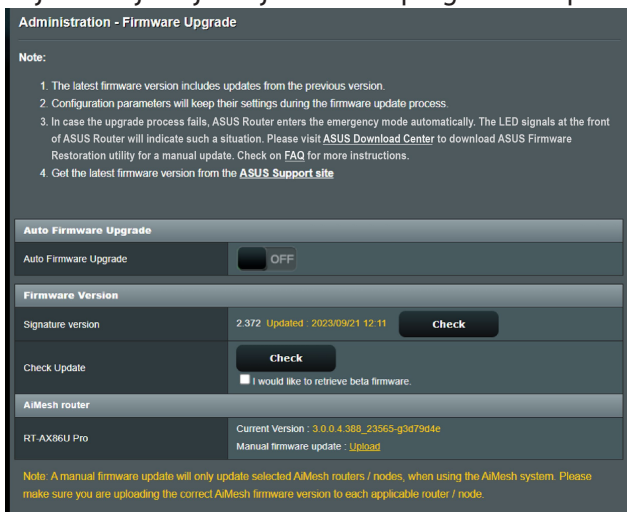 Administration - Firmware Upgrade
Note:
1. The latest firmware version includes updates from the previous version.
2. Configuration parameters will keep their settings during the firmware update process.
3. In case the upgrade process fails, ASUS Router enters the emergency mode automatically. The LED signals at the front
of ASUS Router will indicate such a situation. Please visit ASUS Download Center to download ASUS Firmware
Restoration utility for a manual update. Check on FAQ for more instructions.
4. Get the latest firmware version from the ASUS Support site
Auto Firmware Upgrade
Auto Firmware Upgrade OFF
Firmware Version
Signature version 2.372 Updated : 2023/09/21 12:11 Check
Check Update Check
I would like to retrieve beta firmware.
AiMesh router
RT-AX86U Pro
Current Version : 3.0.0.4.388_23565-g3d79d4e
Manual firmware update : Upload
Note: A manual firmware update will only update selected AiMesh routers / nodes, when using the AiMesh system. Please
make sure you are uploading the correct AiMesh firmware version to each applicable router / node.